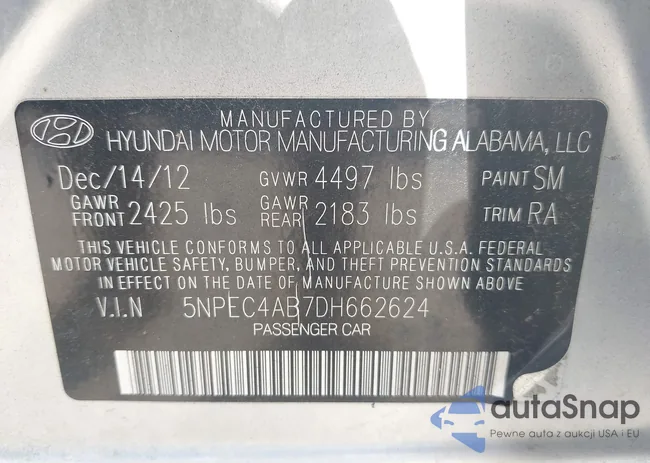 MANUFACTURED BY
HYUNDAI MOTOR MANUFACTURING ALABAMA, LLC
Dec/14/12 GVWR 4497 lbs PAINT SM
GAWR FRONT 2425 lbs GAWR REAR 2183 lbs TRIM RA
THIS VEHICLE CONFORMS TO ALL APPLICABLE U.S.A. FEDERAL
MOTOR VEHICLE SAFETY, BUMPER, AND THEFT PREVENTION STANDARDS
IN EFFECT ON THE DATE OF MANUFACTURE SHOWN ABOVE.
V.I.N 5NPEC4AB7DH662624
PASSENGER CAR
autaSnap
Pewne auta z aukcji USA i EU